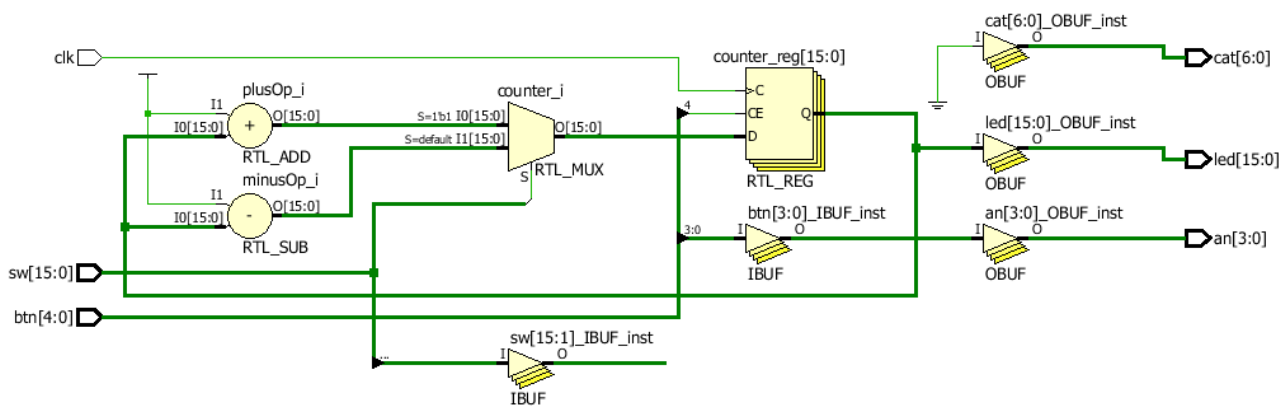 cat[6:0]_OBUF_inst
I O
OBUF
cat[6:0]
clk
counter_reg[15:0]
C
4
CE
Q
D
RTL_REG
plusOp_i
I1
+
O[15:0]
I0[15:0]
RTL_ADD
counter_i
S=1'b1 I0[15:0]
S=default I1[15:0]
O[15:0]
S
RTL_MUX
led[15:0]_OBUF_inst
I O
OBUF
led[15:0]
minusOp_i
I1
-
O[15:0]
I0[15:0]
RTL_SUB
btn[3:0]_IBUF_inst
3:0
I O
IBUF
an[3:0]_OBUF_inst
I O
OBUF
an[3:0]
sw[15:0]
btn[4:0]
sw[15:1]_IBUF_inst
...
I O
IBUF